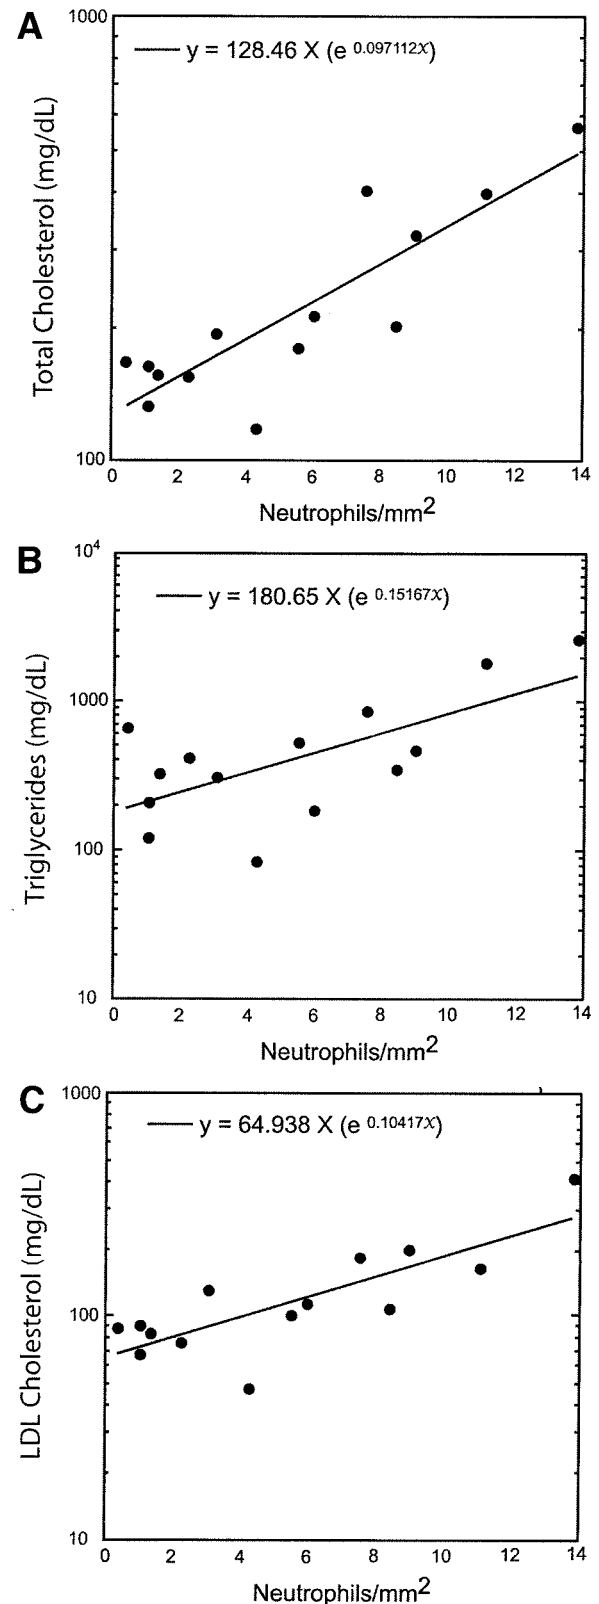 A
1000
y = 128.46 X (e 0.097112X)
Total Cholesterol (mg/dL)
100
0 2 4 6 8 10 12 14
Neutrophils/mm2
B
104
y = 180.65 X (e 0.15167X)
Triglycerides (mg/dL)
1000
100
10
0 2 4 6 8 10 12 14
Neutrophils/mm2
C
1000
y = 64.938 X (e 0.10417X)
LDL Cholesterol (mg/dL)
100
10
0 2 4 6 8 10 12 14
Neutrophils/mm2